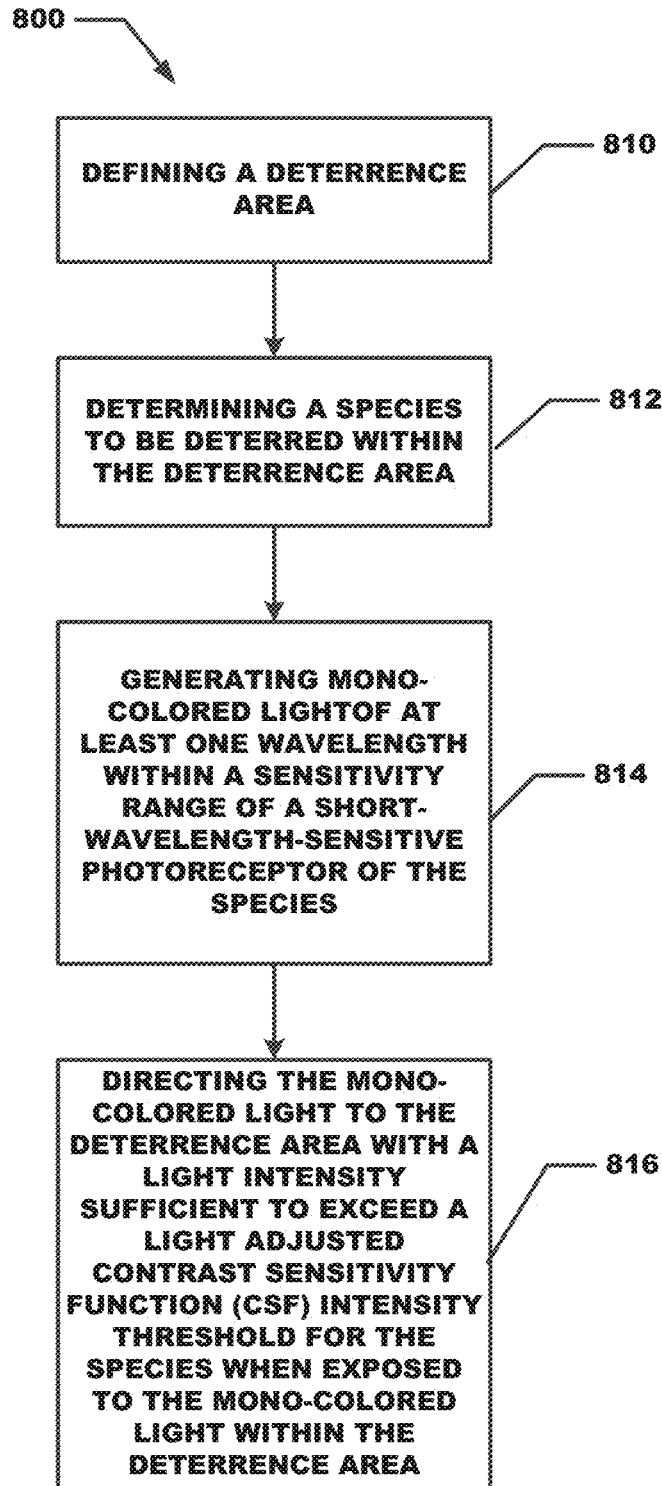 800
DEFINING A DETERRENCE
AREA
810
DETERMINING A SPECIES
TO BE DETERRED WITHIN
THE DETERRENCE AREA
812
GENERATING MONO-
COLORED LIGHTOF AT
LEAST ONE WAVELENGTH
WITHIN A SENSITIVITY
RANGE OF A SHORT-
WAVELENGTH-SENSITIVE
PHOTORECEPTOR OF THE
SPECIES
814
DIRECTING THE MONO-
COLORED LIGHT TO THE
DETERRENCE AREA WITH A
LIGHT INTENSITY
SUFFICIENT TO EXCEED A
LIGHT ADJUSTED
CONTRAST SENSITIVITY
FUNCTION (CSF) INTENSITY
THRESHOLD FOR THE
SPECIES WHEN EXPOSED
TO THE MONO-COLORED
LIGHT WITHIN THE
DETERRENCE AREA
816